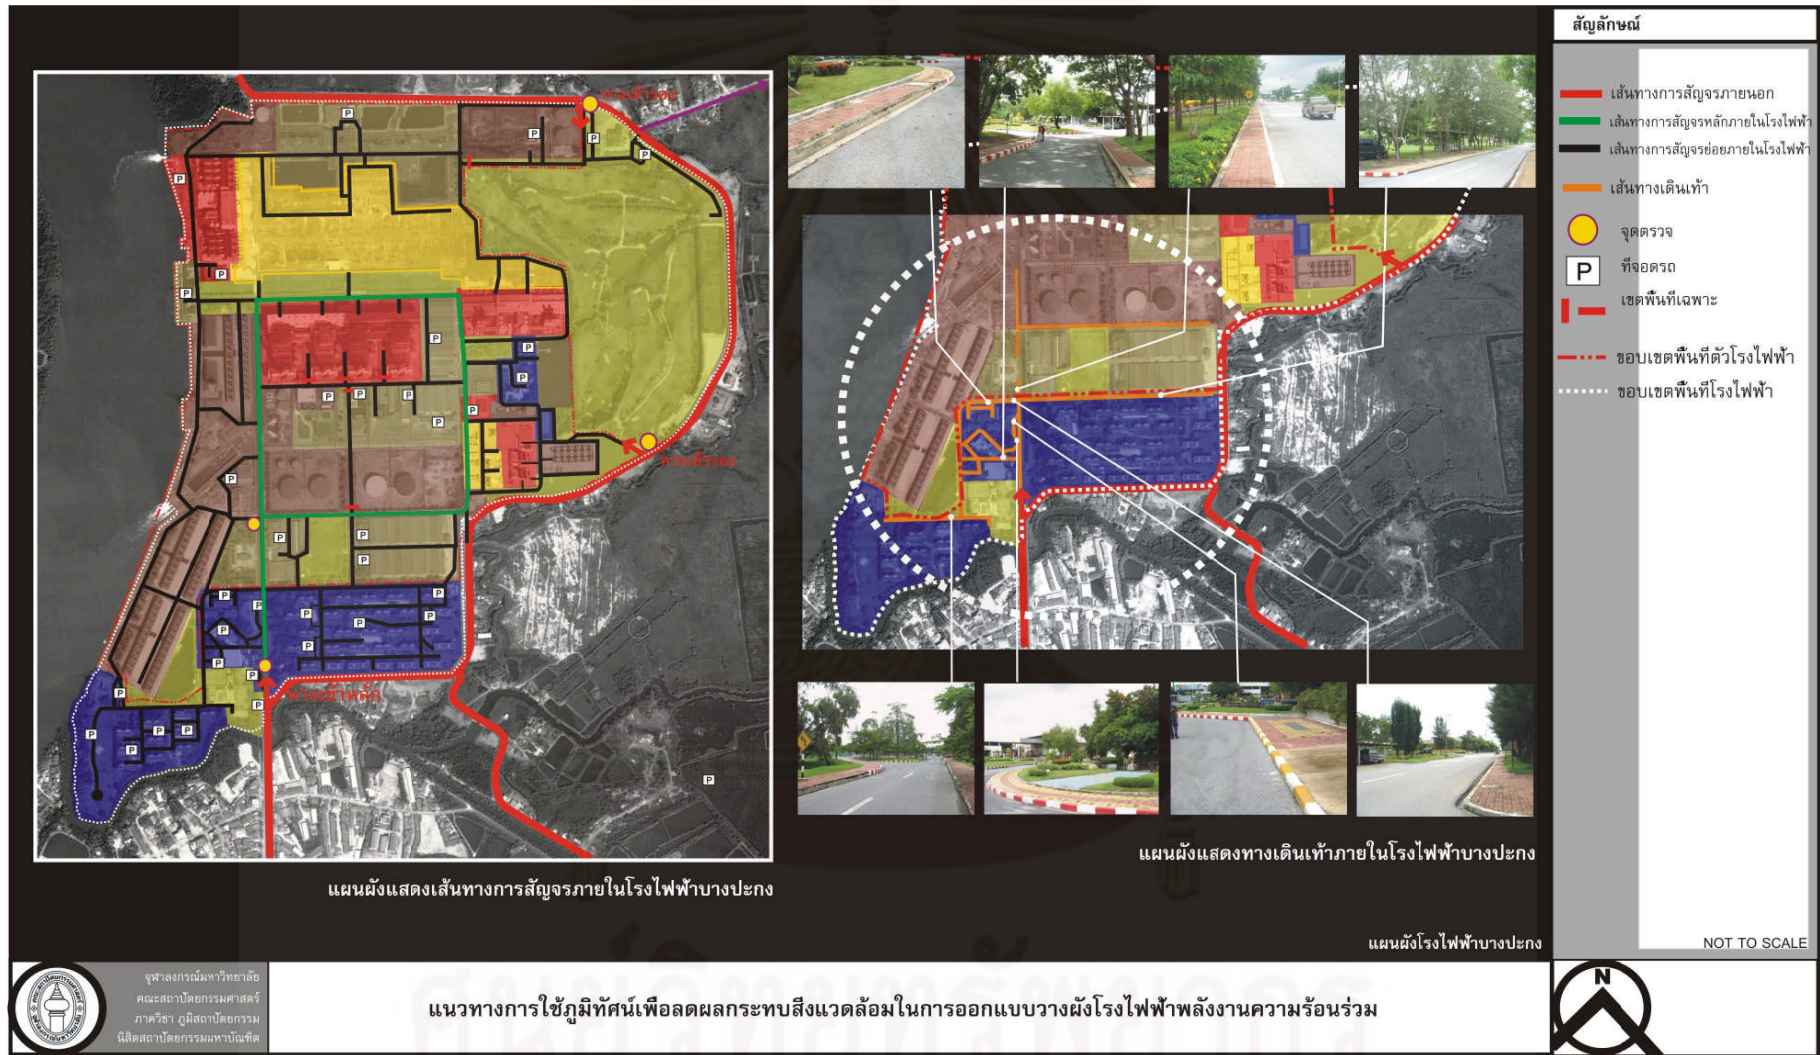 ทางเข้ารอง
ทางเข้ารอง
ทางเข้าหลัก
P
แผนผังแสดงเส้นทางการสัญจรภายในโรงไฟฟ้าบางปะกง
แผนผังแสดงทางเดินเท้าภายในโรงไฟฟ้าบางปะกง
แผนผังโรงไฟฟ้าบางปะกง
สัญลักษณ์
เส้นทางการสัญจรภายนอก
เส้นทางการสัญจรหลักภายในโรงไฟฟ้า
เส้นทางการสัญจรย่อยภายในโรงไฟฟ้า
เส้นทางเดินเท้า
จุดตรวจ
P ที่จอดรถ
เขตพื้นที่เฉพาะ
ขอบเขตพื้นที่ตัวโรงไฟฟ้า
ขอบเขตพื้นที่โรงไฟฟ้า
NOT TO SCALE
จุฬาลงกรณ์มหาวิทยาลัย
คณะสถาปัตยกรรมศาสตร์
ภาควิชา ภูมิสถาปัตยกรรม
นิสิตสถาปัตยกรรมมหาบัณฑิต
แนวทางการใช้ภูมิทัศน์เพื่อลดผลกระทบสิ่งแวดล้อมในการออกแบบวางผังโรงไฟฟ้าพลังงานความร้อนร่วม
N
ศูนย์วิทยทรัพยากร